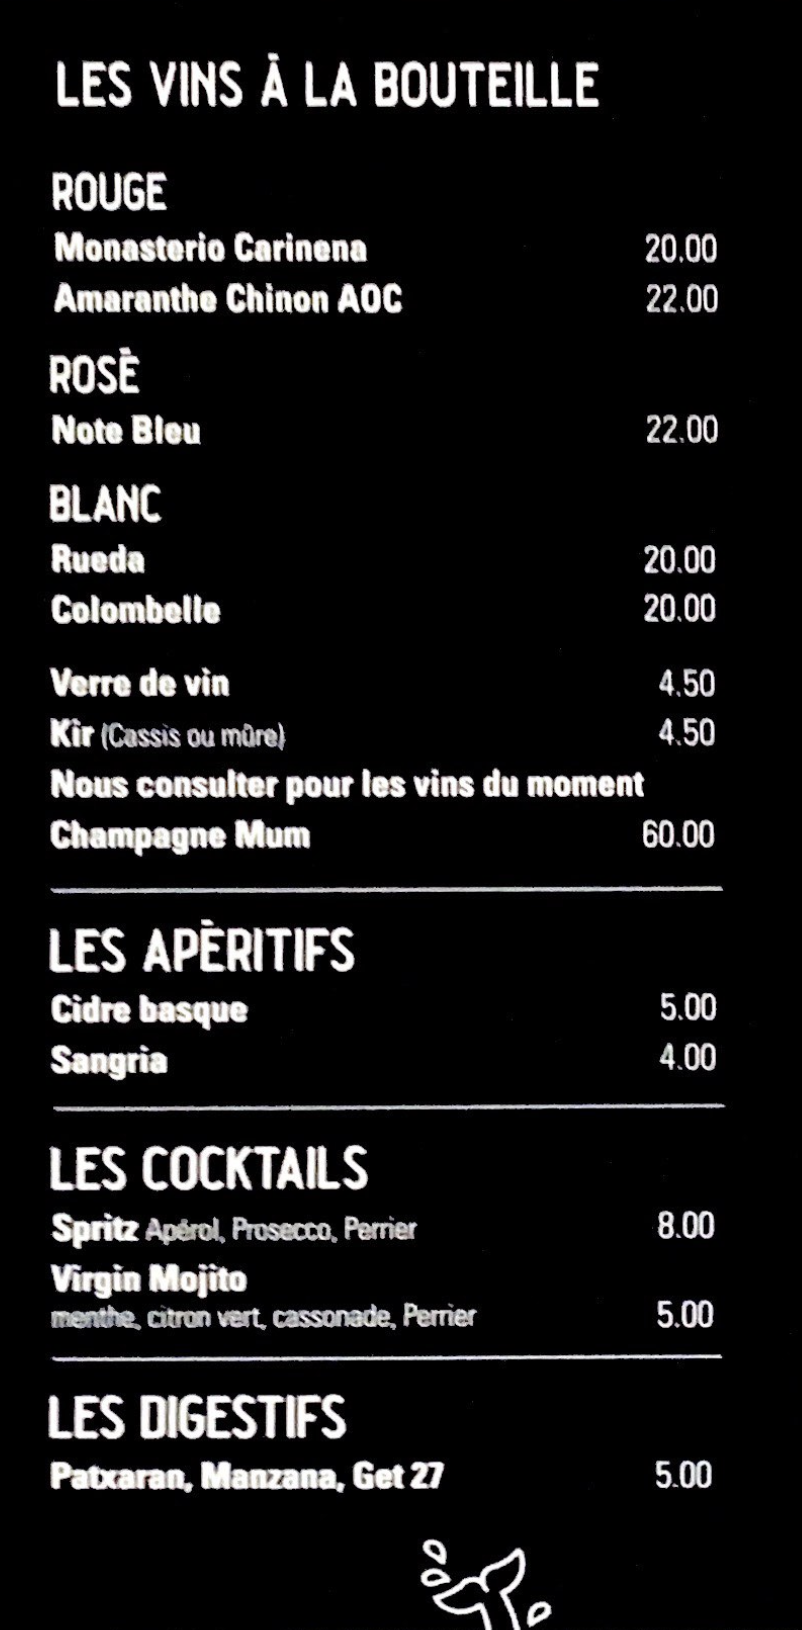 LES VINS À LA BOUTEILLE
ROUGE
Monasterio Carinena 20.00
Amaranthe Chinon AOC 22.00
ROSÈ
Note Bleu 22.00
BLANC
Rueda 20.00
Colombelle 20.00
Verre de vin 4.50
Kir (Cassis ou mûre) 4.50
Nous consulter pour les vins du moment
Champagne Mum 60.00
LES APÈRITIFS
Cidre basque 5.00
Sangria 4.00
LES COCKTAILS
Spritz Apérol, Prosecco, Perrier 8.00
Virgin Mojito
menthe, citron vert, cassonade, Perrier 5.00
LES DIGESTIFS
Patxaran, Manzana, Get 27 5.00